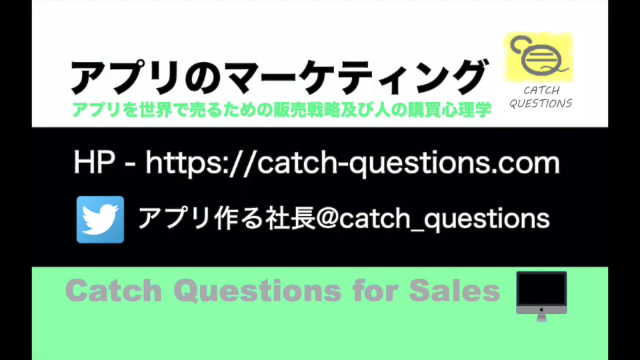 アプリのマーケティング
アプリを世界で売るための販売戦略及び人の購買心理学
CATCH
QUESTIONS
HP - https://catch-questions.com
アプリ作る社長@catch_questions
Catch Questions for Sales